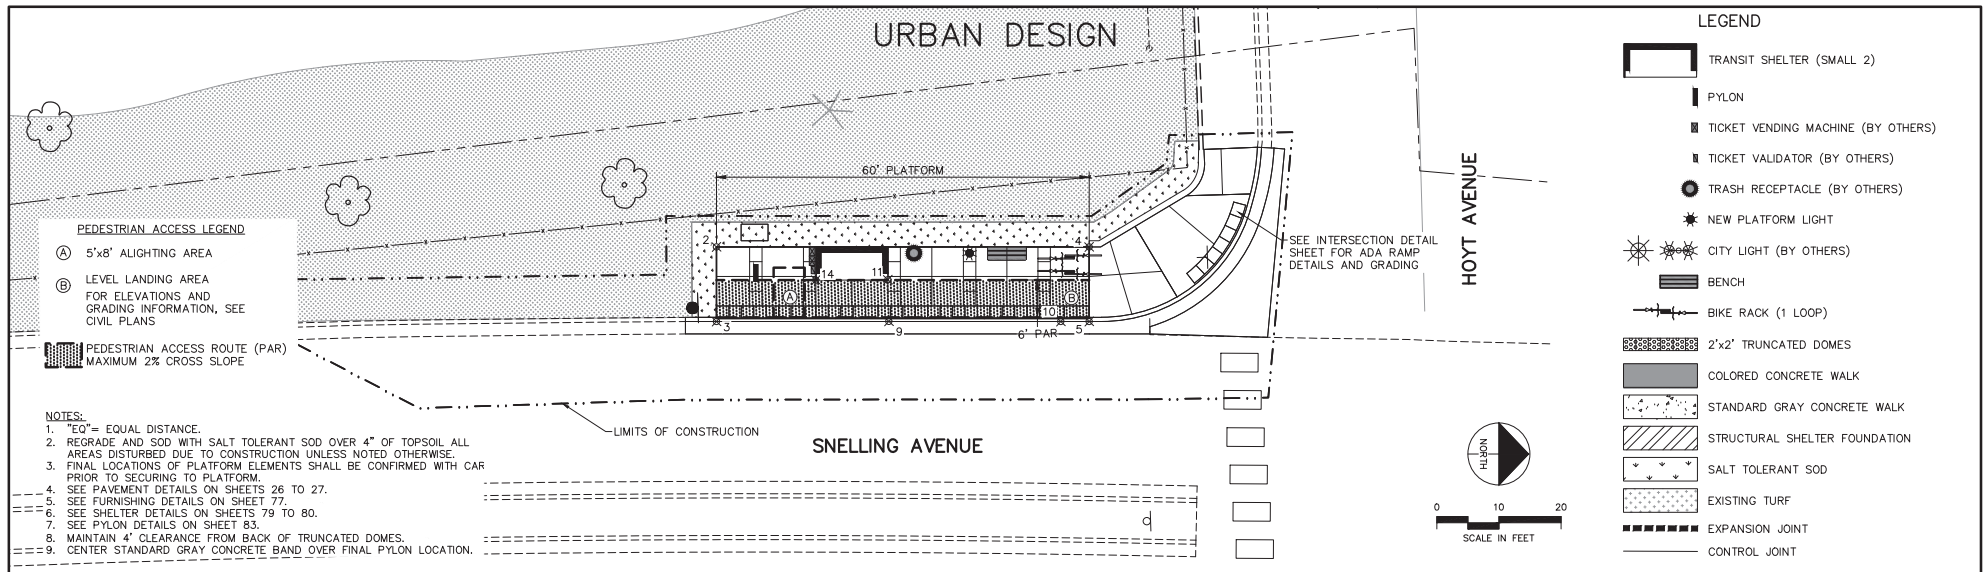 URBAN DESIGN
60' PLATFORM
2
4
14
11
A
B
10
3
9
6' PAR
5
SEE INTERSECTION DETAIL
SHEET FOR ADA RAMP
DETAILS AND GRADING
HOYT AVENUE
LIMITS OF CONSTRUCTION
SNELLING AVENUE
PEDESTRIAN ACCESS LEGEND
A 5'x8' ALIGHTING AREA
B LEVEL LANDING AREA
FOR ELEVATIONS AND
GRADING INFORMATION, SEE
CIVIL PLANS
PEDESTRIAN ACCESS ROUTE (PAR)
MAXIMUM 2% CROSS SLOPE
NOTES:
1. "EQ"= EQUAL DISTANCE.
2. REGRADE AND SOD WITH SALT TOLERANT SOD OVER 4" OF TOPSOIL ALL
AREAS DISTURBED DUE TO CONSTRUCTION UNLESS NOTED OTHERWISE.
3. FINAL LOCATIONS OF PLATFORM ELEMENTS SHALL BE CONFIRMED WITH CAR
PRIOR TO SECURING TO PLATFORM.
4. SEE PAVEMENT DETAILS ON SHEETS 26 TO 27.
5. SEE FURNISHING DETAILS ON SHEET 77.
6. SEE SHELTER DETAILS ON SHEETS 79 TO 80.
7. SEE PYLON DETAILS ON SHEET 83.
8. MAINTAIN 4' CLEARANCE FROM BACK OF TRUNCATED DOMES.
9. CENTER STANDARD GRAY CONCRETE BAND OVER FINAL PYLON LOCATION.
NORTH
0 10 20
SCALE IN FEET
LEGEND
TRANSIT SHELTER (SMALL 2)
PYLON
TICKET VENDING MACHINE (BY OTHERS)
TICKET VALIDATOR (BY OTHERS)
TRASH RECEPTACLE (BY OTHERS)
NEW PLATFORM LIGHT
CITY LIGHT (BY OTHERS)
BENCH
BIKE RACK (1 LOOP)
2'x2' TRUNCATED DOMES
COLORED CONCRETE WALK
STANDARD GRAY CONCRETE WALK
STRUCTURAL SHELTER FOUNDATION
SALT TOLERANT SOD
EXISTING TURF
EXPANSION JOINT
CONTROL JOINT